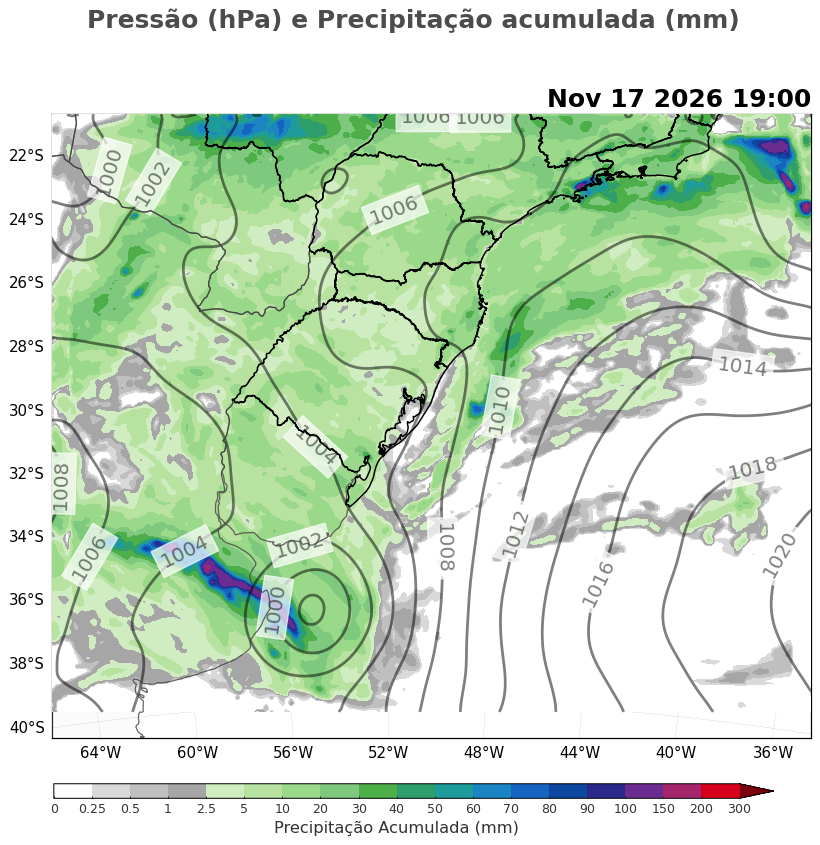 Pressão (hPa) e Precipitação acumulada (mm)
Nov 17 2026 19:00
1006 1006
1000
1002
1006
1014
1010
1004
1018
1008
1012
1008
1004
1002
1006
1020
1016
1000
22°S
24°S
26°S
28°S
30°S
32°S
34°S
36°S
38°S
40°S
64°W 60°W 56°W 52°W 48°W 44°W 40°W 36°W
0 0.25 0.5 1 2.5 5 10 20 30 40 50 60 70 80 90 100 150 200 300
Precipitação Acumulada (mm)